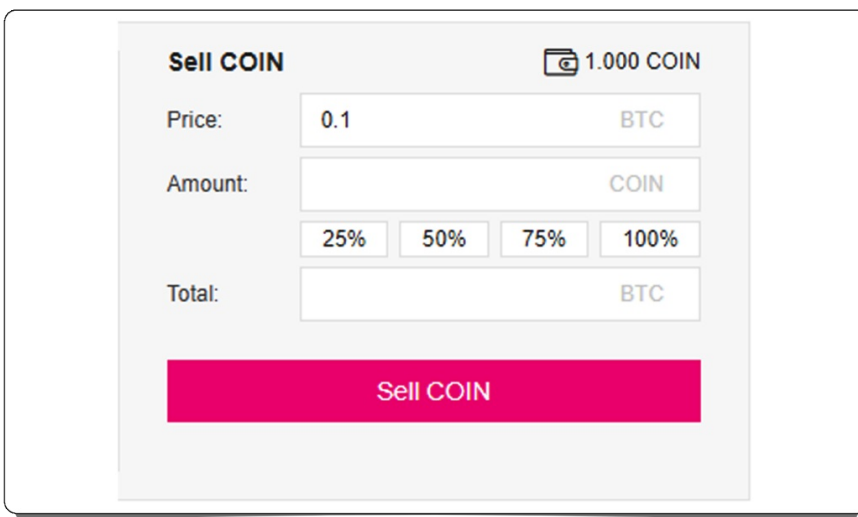 Sell COIN 1.000 COIN
Price: 0.1 BTC
Amount: COIN
25% 50% 75% 100%
Total: BTC
Sell COIN